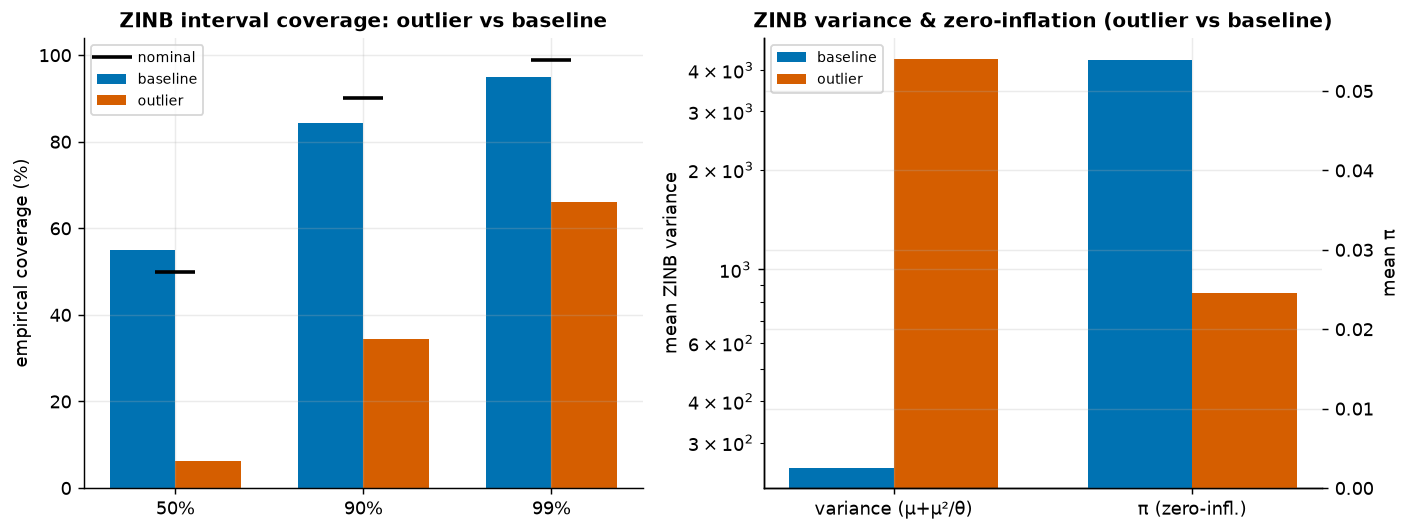 ZINB interval coverage: outlier vs baseline
nominal
baseline
outlier
empirical coverage (%)
100
80
60
40
20
0
50%
90%
99%
ZINB variance & zero-inflation (outlier vs baseline)
baseline
outlier
mean ZINB variance
4 × 10³
3 × 10³
2 × 10³
10³
6 × 10²
4 × 10²
3 × 10²
variance (μ+μ²/θ)
π (zero-infl.)
0.05
0.04
0.03
0.02
0.01
0.00
mean π